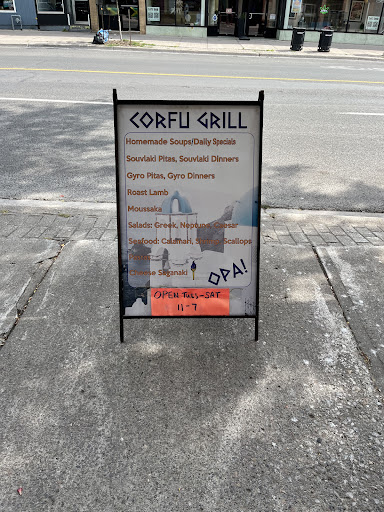 CORFU GRILL
Homemade Soups/Daily Specials
Souvlaki Pitas, Souvlaki Dinners
Gyro Pitas, Gyro Dinners
Roast Lamb
Moussaka
Salads: Greek, Neptune, Caesar
Seafood: Calamari, Scallops
Cheese Saganaki
OPA!
OPEN TUES-SAT
11-7